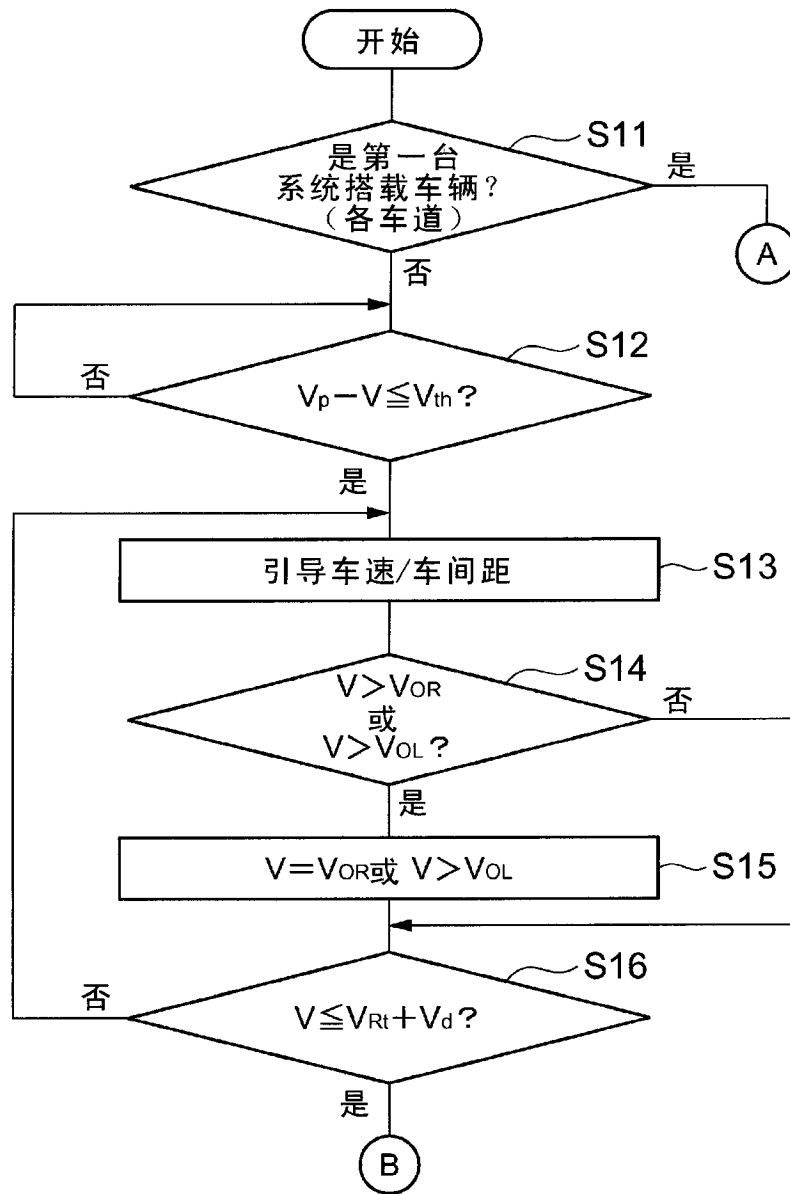 开始
S11
是第一台
系统搭载车辆？
（各车道）
是
A
否
S12
Vp－V≦Vth？
否
是
引导车速/车间距
S13
S14
V＞VOR
或
V＞VOL？
否
是
V＝VOR或 V＞VOL
S15
S16
V≦VRt＋Vd？
否
是
B